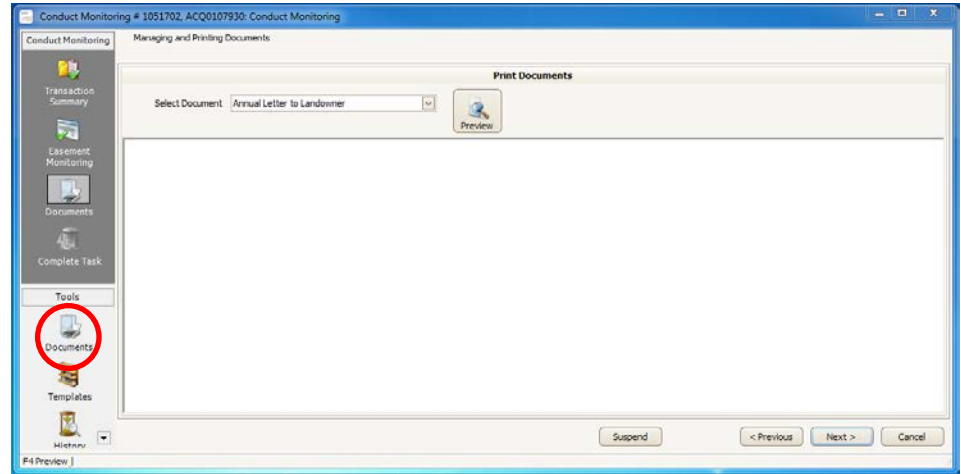 Conduct Monitoring # 1051702, ACQ0107930: Conduct Monitoring
Conduct Monitoring
Managing and Printing Documents
Transaction
Summary
Easement
Monitoring
Documents
Complete Task
Print Documents
Select Document Annual Letter to Landowner
Preview
Tools
Documents
Templates
History
Suspend < Previous Next > Cancel
F4 Preview |